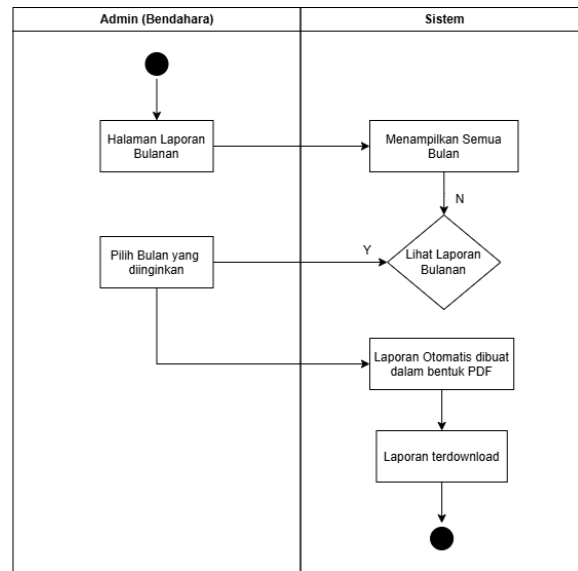 Admin (Bendahara)
Sistem
Halaman Laporan
Bulanan
Menampilkan Semua
Bulan
N
Pilih Bulan yang
diinginkan
Y
Lihat Laporan
Bulanan
Laporan Otomatis dibuat
dalam bentuk PDF
Laporan terdownload